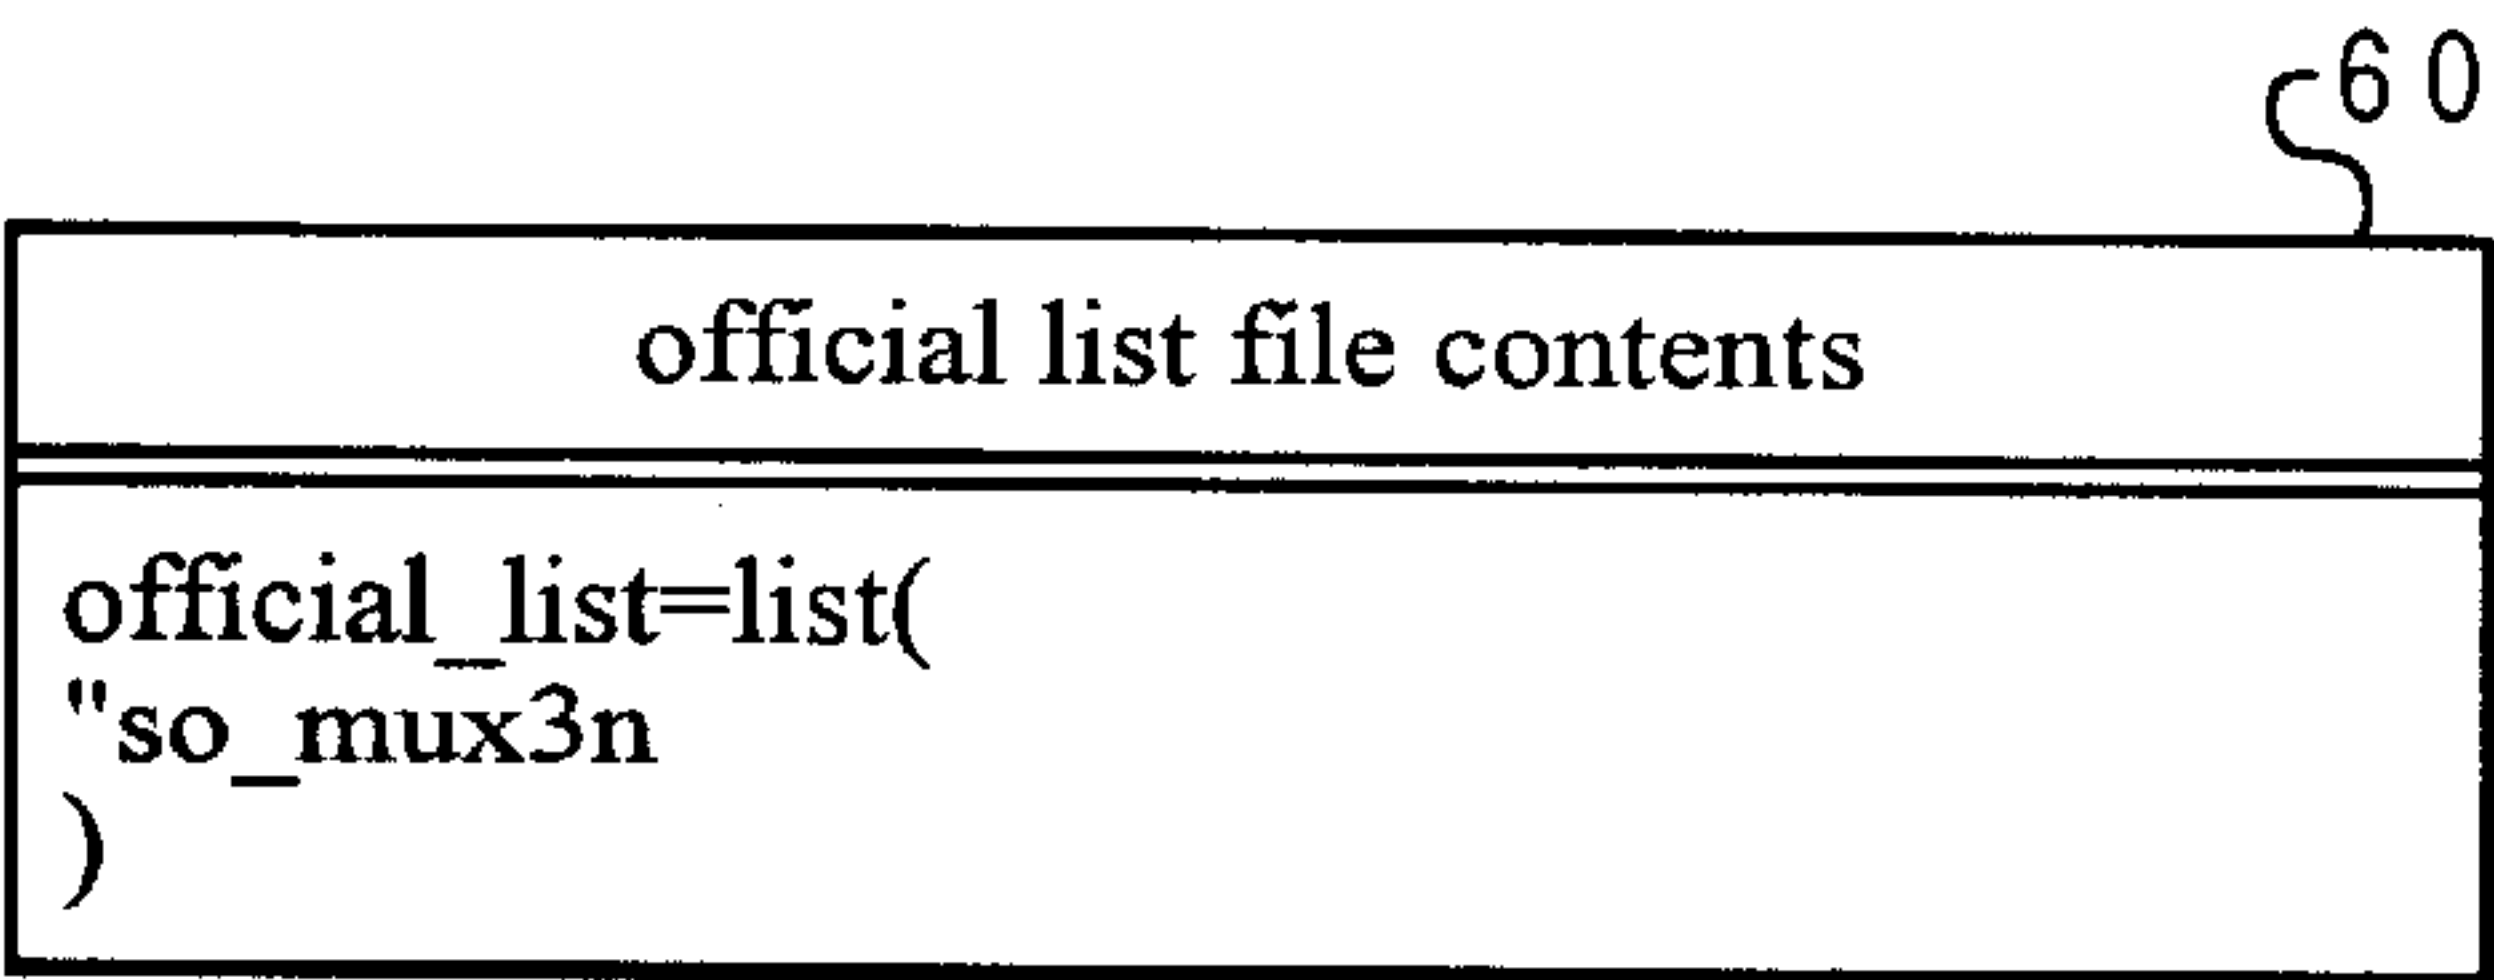 60
official list file contents
official_list=list(
"so_mux3n
)